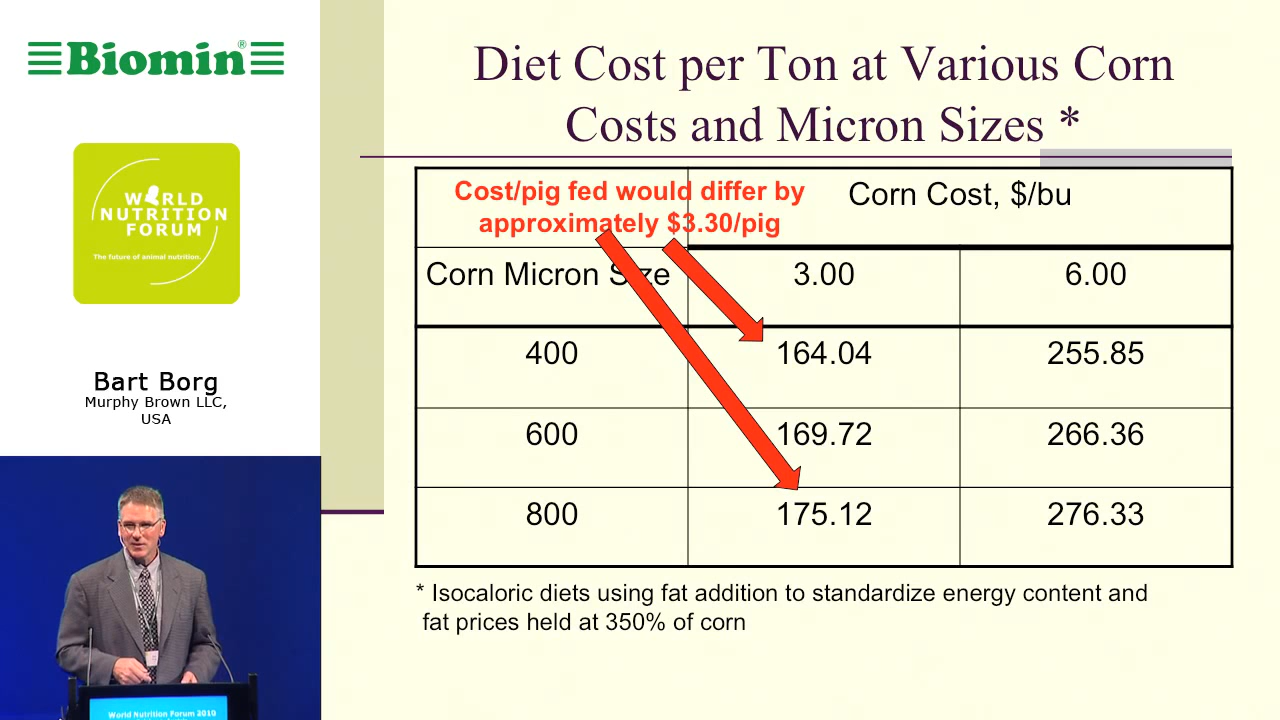 Biomin®
WORLD
NUTRITION
FORUM
The future of animal nutrition.
Bart Borg
Murphy Brown LLC,
USA
World Nutrition Forum 2010
Diet Cost per Ton at Various Corn
Costs and Micron Sizes *
Cost/pig fed would differ by
approximately $3.30/pig
Corn Cost, $/bu
Corn Micron Size 3.00 6.00
400 164.04 255.85
600 169.72 266.36
800 175.12 276.33
* Isocaloric diets using fat addition to standardize energy content and
fat prices held at 350% of corn